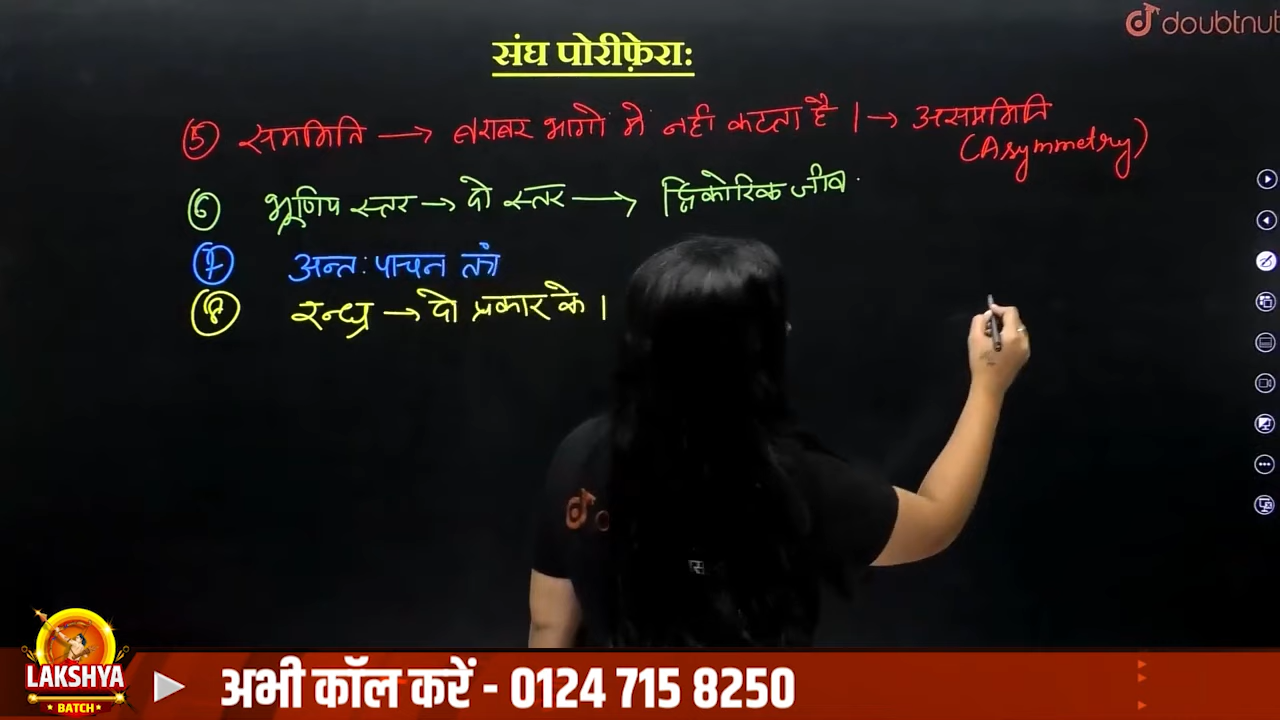 doubtnut
संघ पोरीफ़ेरा:
⑤ सममिति → बराबर भागों में नहीं कटता है । → असममिति
(Asymmetry)
⑥ भ्रूणिय स्तर → दो स्तर → द्विकोरिक जीव
⑦ अन्तः पाचन तंत्र
⑧ रन्ध्र → दो प्रकार के ।
LAKSHYA
BATCH
अभी कॉल करें - 0124 715 8250